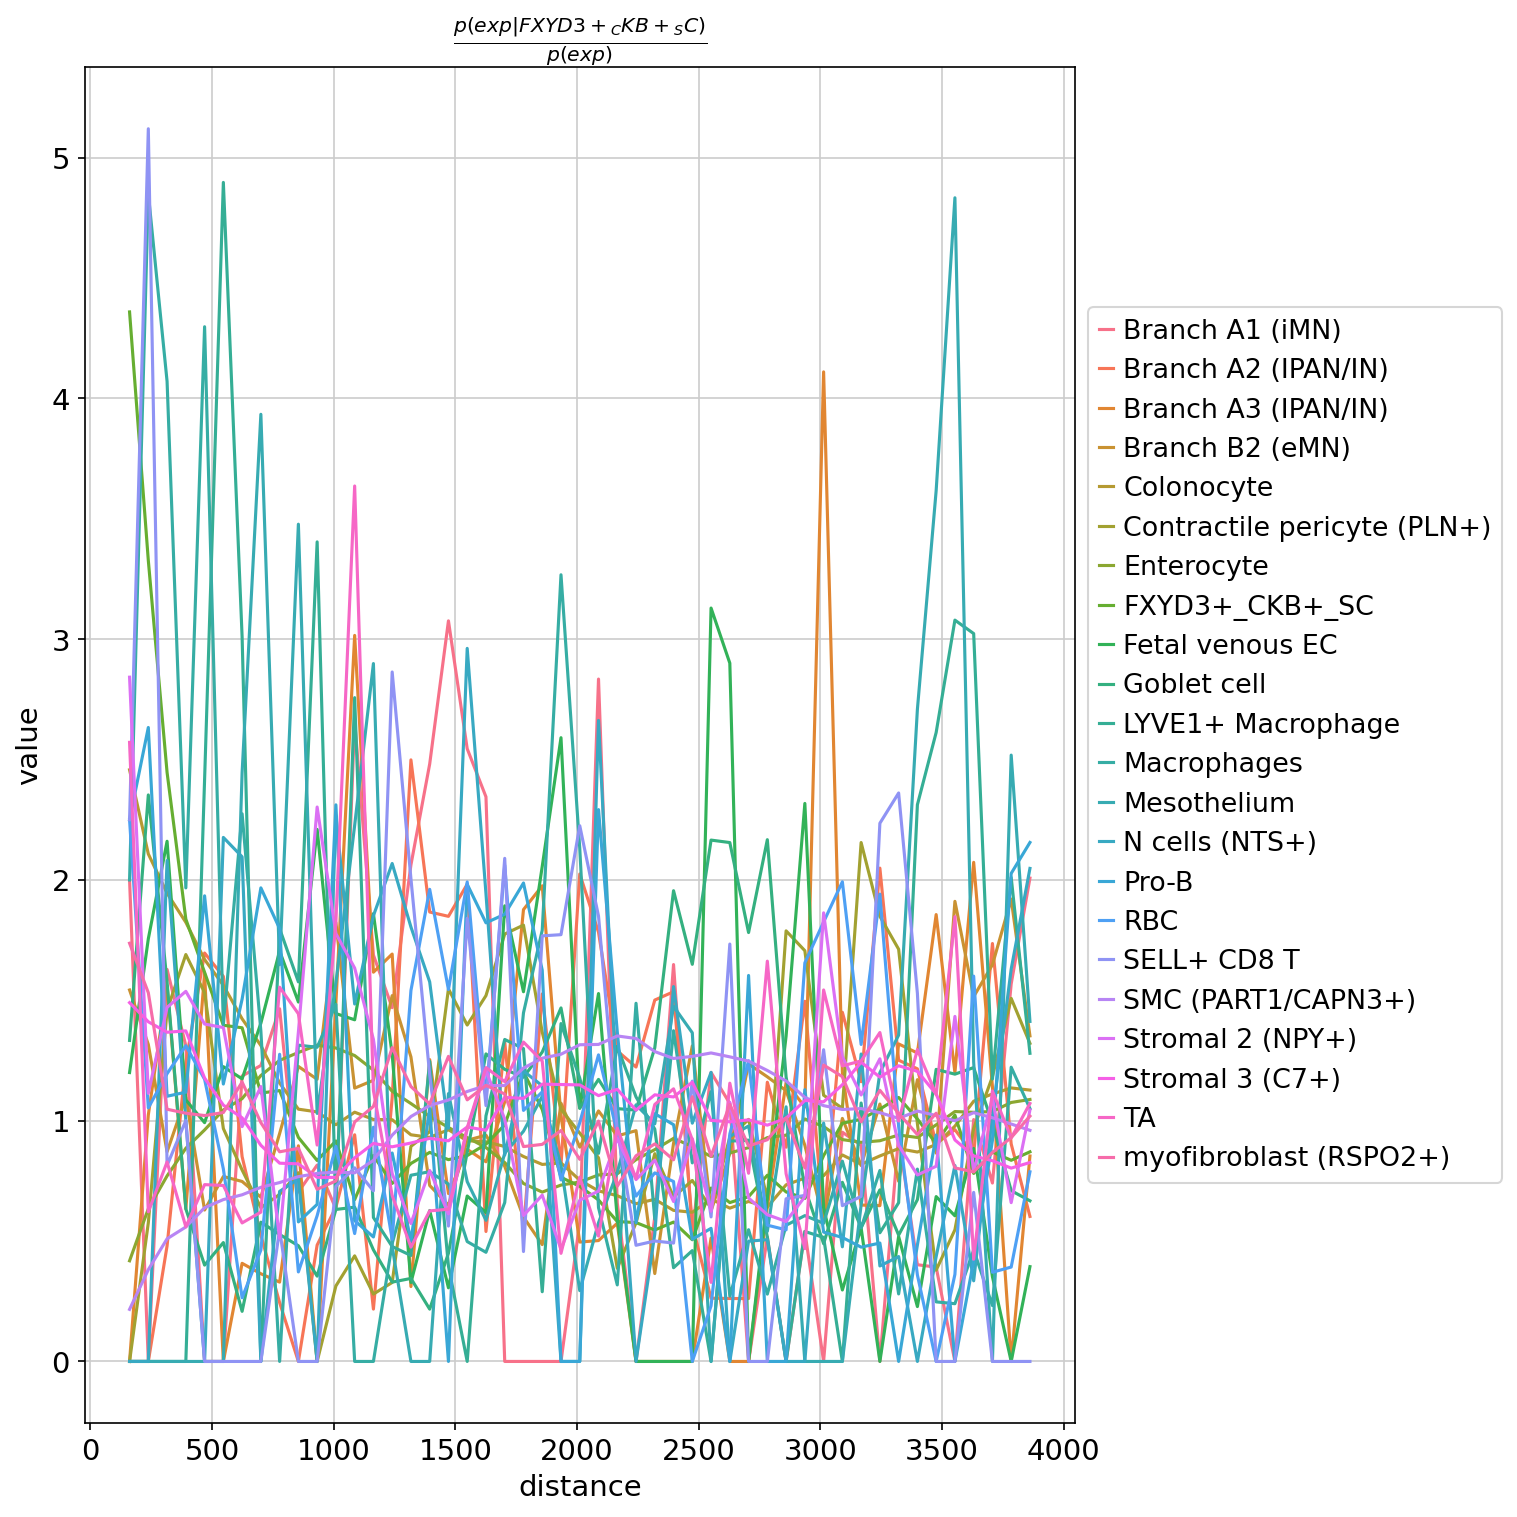 p(exp|FXYD3 + CKB + SC)
p(exp)
5
4
3
2
1
0
value
0 500 1000 1500 2000 2500 3000 3500 4000
distance
Branch A1 (iMN)
Branch A2 (IPAN/IN)
Branch A3 (IPAN/IN)
Branch B2 (eMN)
Colonocyte
Contractile pericyte (PLN+)
Enterocyte
FXYD3+_CKB+_SC
Fetal venous EC
Goblet cell
LYVE1+ Macrophage
Macrophages
Mesothelium
N cells (NTS+)
Pro-B
RBC
SELL+ CD8 T
SMC (PART1/CAPN3+)
Stromal 2 (NPY+)
Stromal 3 (C7+)
TA
myofibroblast (RSPO2+)